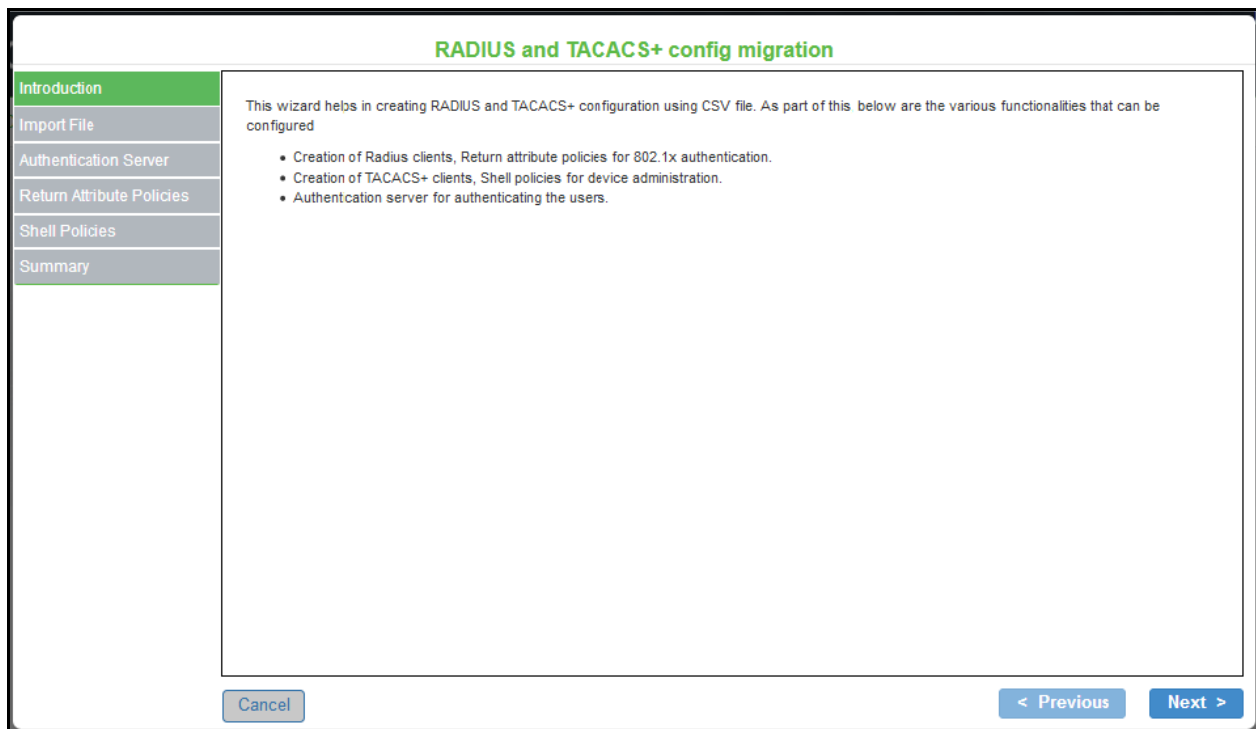 RADIUS and TACACS+ config migration
Introduction
Import File
Authentication Server
Return Attribute Policies
Shell Policies
Summary
This wizard helps in creating RADIUS and TACACS+ configuration using CSV file. As part of this below are the various functionalities that can be
configured
• Creation of Radius clients, Return attribute policies for 802.1x authentication.
• Creation of TACACS+ clients, Shell policies for device administration.
• Authentcation server for authenticating the users.
Cancel
< Previous
Next >